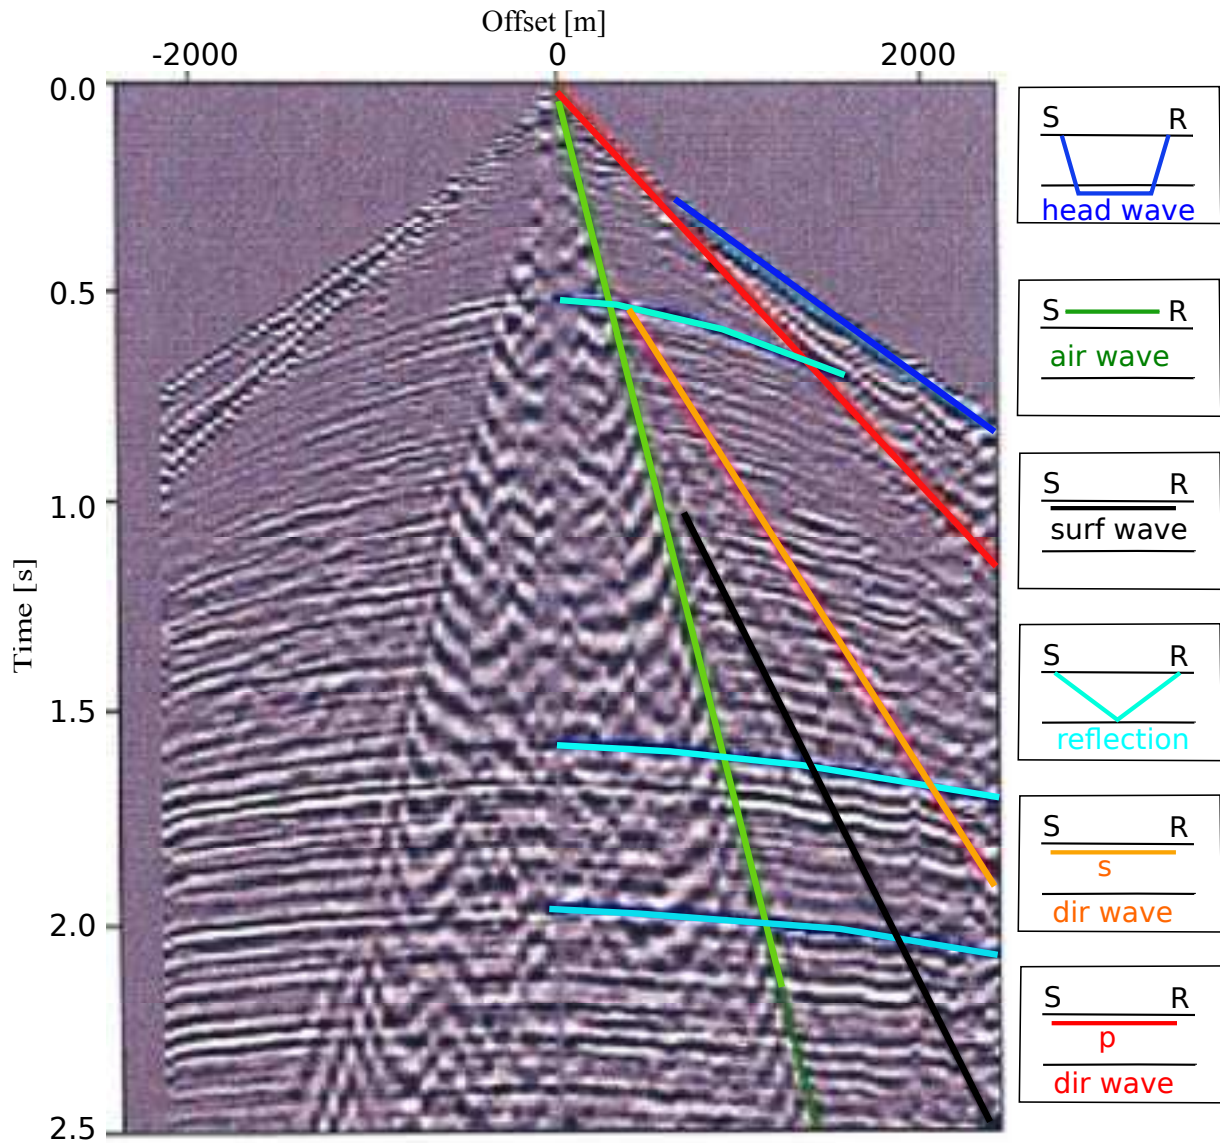 Offset [m]
-2000 0 2000
0.0
0.5
1.0
1.5
2.0
2.5
Time [s]
S R
head wave
S R
air wave
S R
surf wave
S R
reflection
S R
s
dir wave
S R
p
dir wave